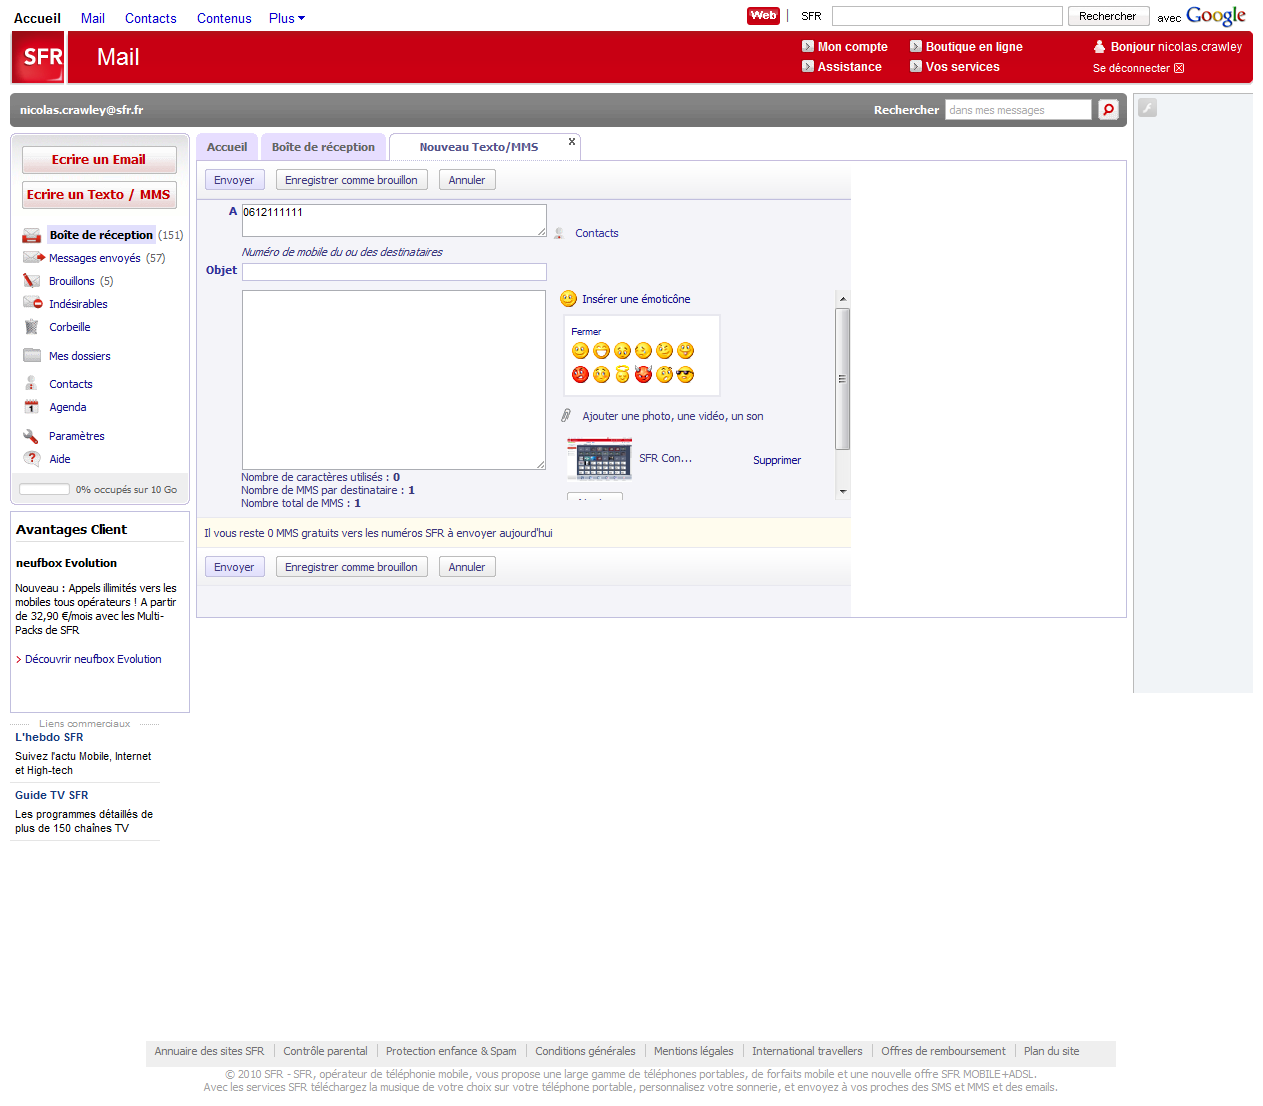 Accueil Mail Contacts Contenus Plus
Web SFR Rechercher avec Google
SFR Mail
Mon compte Boutique en ligne Bonjour nicolas.crawley
Assistance Vos services Se déconnecter
nicolas.crawley@sfr.fr Rechercher dans mes messages
Ecrire un Email
Ecrire un Texto / MMS
Boîte de réception (151)
Messages envoyés (57)
Brouillons (5)
Indésirables
Corbeille
Mes dossiers
Contacts
Agenda
Paramètres
Aide
0% occupés sur 10 Go
Accueil Boîte de réception Nouveau Texto/MMS x
Envoyer Enregistrer comme brouillon Annuler
A 0612111111
Contacts
Numéro de mobile du ou des destinataires
Objet
Insérer une émoticône
Fermer
Ajouter une photo, une vidéo, un son
SFR Con... Supprimer
Nombre de caractères utilisés : 0
Nombre de MMS par destinataire : 1
Nombre total de MMS : 1
Il vous reste 0 MMS gratuits vers les numéros SFR à envoyer aujourd'hui
Envoyer Enregistrer comme brouillon Annuler
Avantages Client
neufbox Evolution
Nouveau : Appels illimités vers les
mobiles tous opérateurs ! A partir
de 32,90 €/mois avec les Multi-
Packs de SFR
> Découvrir neufbox Evolution
Liens commerciaux
L'hebdo SFR
Suivez l'actu Mobile, Internet
et High-tech
Guide TV SFR
Les programmes détaillés de
plus de 150 chaînes TV
Annuaire des sites SFR Contrôle parental Protection enfance & Spam Conditions générales Mentions légales International travellers Offres de remboursement Plan du site
© 2010 SFR - SFR, opérateur de téléphonie mobile, vous propose une large gamme de téléphones portables, de forfaits mobile et une nouvelle offre SFR MOBILE+ADSL.
Avec les services SFR téléchargez la musique de votre choix sur votre téléphone portable, personnalisez votre sonnerie, et envoyez à vos proches des SMS et MMS et des emails.